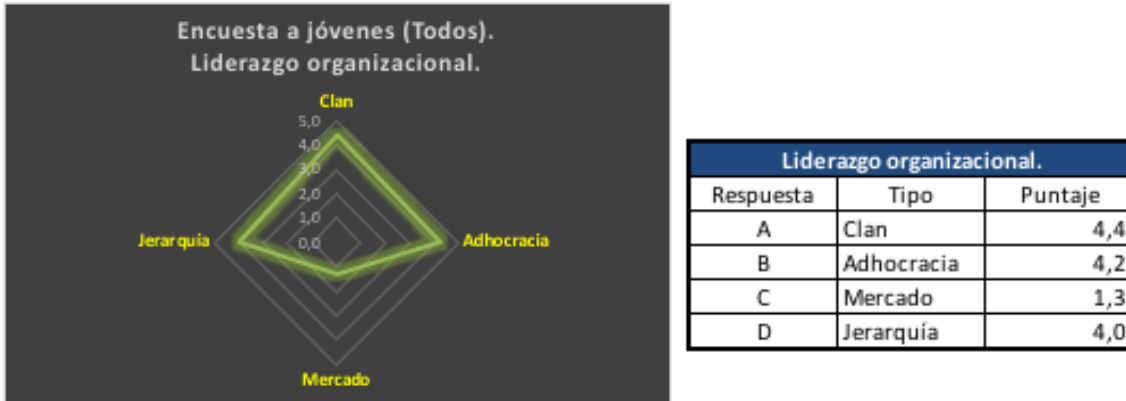 Encuesta a jóvenes (Todos).
Liderazgo organizacional.
Clan
5,0
4,0
3,0
2,0
1,0
0,0
Jerarquía
Adhocracia
Mercado
Liderazgo organizacional.
Respuesta Tipo Puntaje
A Clan 4,4
B Adhocracia 4,2
C Mercado 1,3
D Jerarquía 4,0